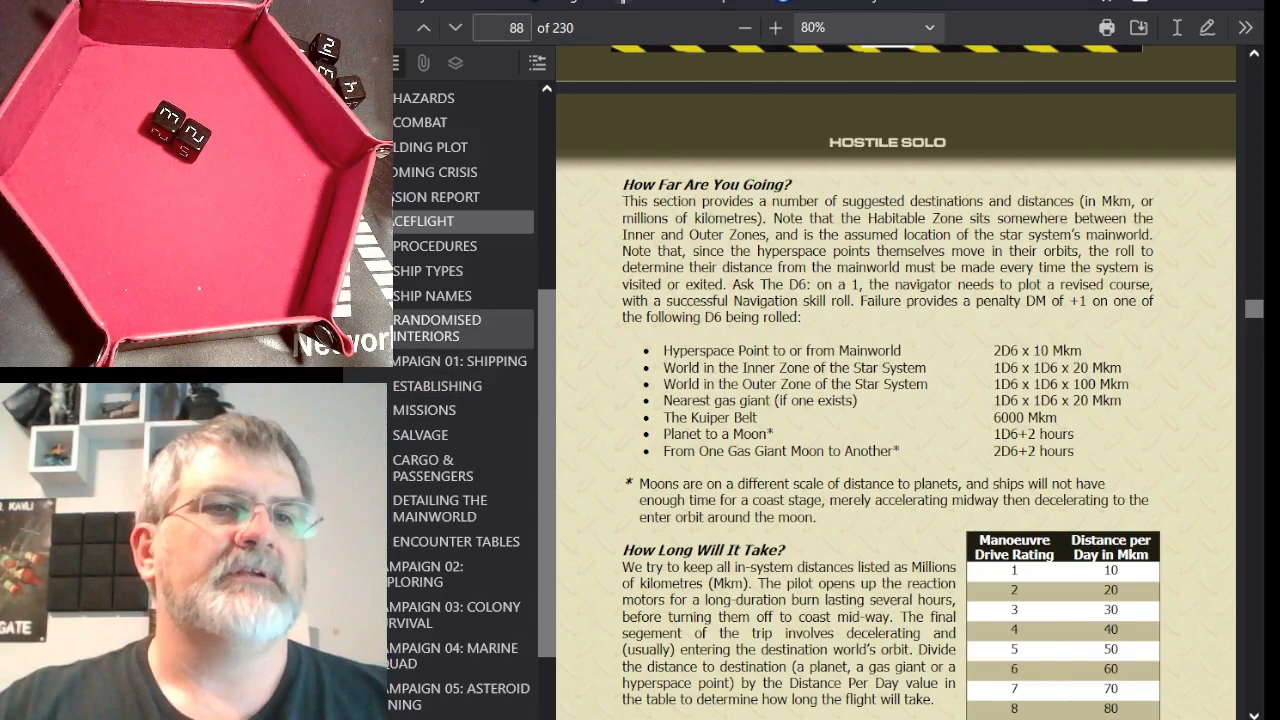 88 of 230
80%
HAZARDS
COMBAT
LDING PLOT
OMING CRISIS
SION REPORT
ACEFLIGHT
PROCEDURES
SHIP TYPES
SHIP NAMES
RANDOMISED
INTERIORS
MPAIGN 01: SHIPPING
ESTABLISHING
MISSIONS
SALVAGE
CARGO &
PASSENGERS
DETAILING THE
MAINWORLD
ENCOUNTER TABLES
AMPAIGN 02:
PLORING
AMPAIGN 03: COLONY
URVIVAL
AMPAIGN 04: MARINE
QUAD
AMPAIGN 05: ASTEROID
NING
HOSTILE SOLO
How Far Are You Going?
This section provides a number of suggested destinations and distances (in Mkm, or
millions of kilometres). Note that the Habitable Zone sits somewhere between the
Inner and Outer Zones, and is the assumed location of the star system's mainworld.
Note that, since the hyperspace points themselves move in their orbits, the roll to
determine their distance from the mainworld must be made every time the system is
visited or exited. Ask The D6: on a 1, the navigator needs to plot a revised course,
with a successful Navigation skill roll. Failure provides a penalty DM of +1 on one of
the following D6 being rolled:
• Hyperspace Point to or from Mainworld 2D6 x 10 Mkm
• World in the Inner Zone of the Star System 1D6 x 1D6 x 20 Mkm
• World in the Outer Zone of the Star System 1D6 x 1D6 x 100 Mkm
• Nearest gas giant (if one exists) 1D6 x 1D6 x 20 Mkm
• The Kuiper Belt 6000 Mkm
• Planet to a Moon* 1D6+2 hours
• From One Gas Giant Moon to Another* 2D6+2 hours
* Moons are on a different scale of distance to planets, and ships will not have
enough time for a coast stage, merely accelerating midway then decelerating to the
enter orbit around the moon.
How Long Will It Take?
We try to keep all in-system distances listed as Millions
of kilometres (Mkm). The pilot opens up the reaction
motors for a long-duration burn lasting several hours,
before turning them off to coast mid-way. The final
segement of the trip involves decelerating and
(usually) entering the destination world's orbit. Divide
the distance to destination (a planet, a gas giant or a
hyperspace point) by the Distance Per Day value in
the table to determine how long the flight will take.
Manoeuvre Distance per
Drive Rating Day in Mkm
1 10
2 20
3 30
4 40
5 50
6 60
7 70
8 80
Networ
GATE